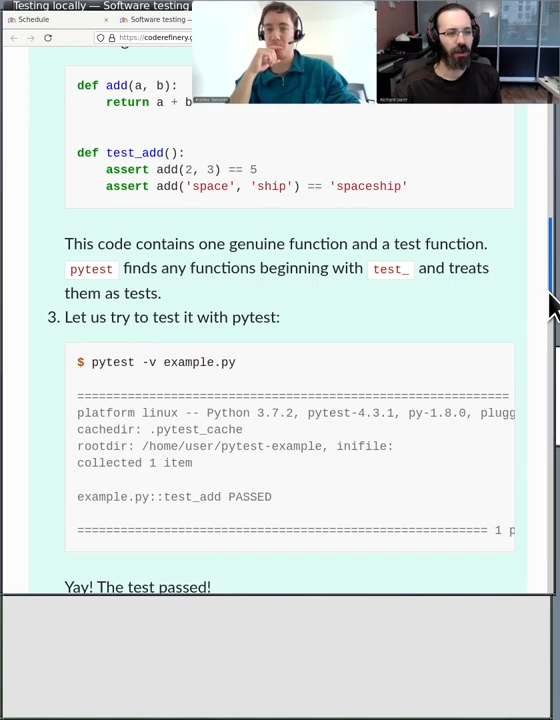 Testing locally — Software testing
Schedule × Software testing —
https://coderefinery.g
def add(a, b):
return a + b
def test_add():
assert add(2, 3) == 5
assert add('space', 'ship') == 'spaceship'
This code contains one genuine function and a test function.
pytest finds any functions beginning with test_ and treats
them as tests.
3. Let us try to test it with pytest:
$ pytest -v example.py
============================================================
platform linux -- Python 3.7.2, pytest-4.3.1, py-1.8.0, plugg
cachedir: .pytest_cache
rootdir: /home/user/pytest-example, inifile:
collected 1 item
example.py::test_add PASSED
========================================================= 1 p
Yay! The test passed!